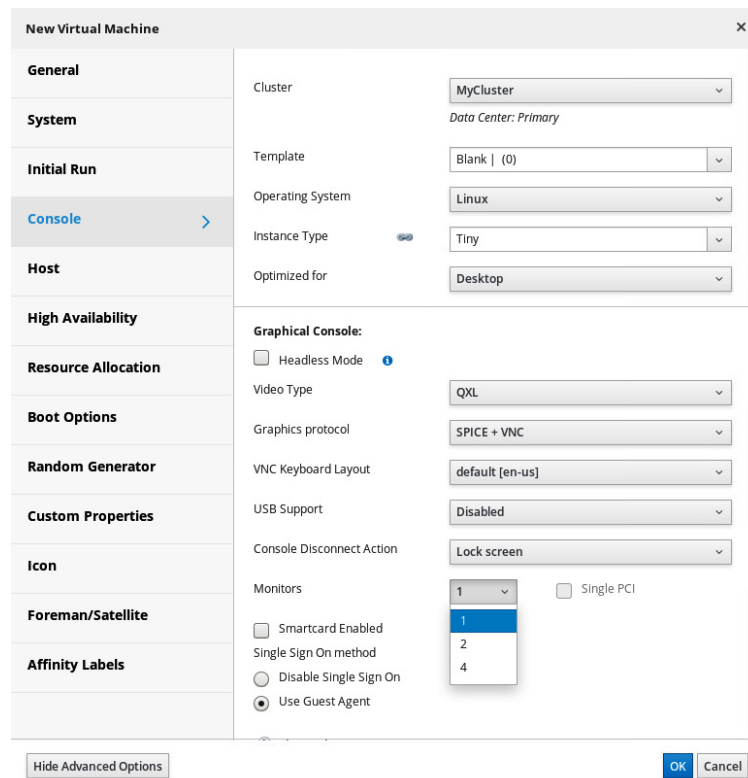 New Virtual Machine
General
System
Initial Run
Console
Host
High Availability
Resource Allocation
Boot Options
Random Generator
Custom Properties
Icon
Foreman/Satellite
Affinity Labels
Cluster MyCluster
Data Center: Primary
Template Blank | (0)
Operating System Linux
Instance Type Tiny
Optimized for Desktop
Graphical Console:
Headless Mode
Video Type QXL
Graphics protocol SPICE + VNC
VNC Keyboard Layout default [en-us]
USB Support Disabled
Console Disconnect Action Lock screen
Monitors 1 Single PCI
1
2
4
Smartcard Enabled
Single Sign On method
Disable Single Sign On
Use Guest Agent
Hide Advanced Options OK Cancel